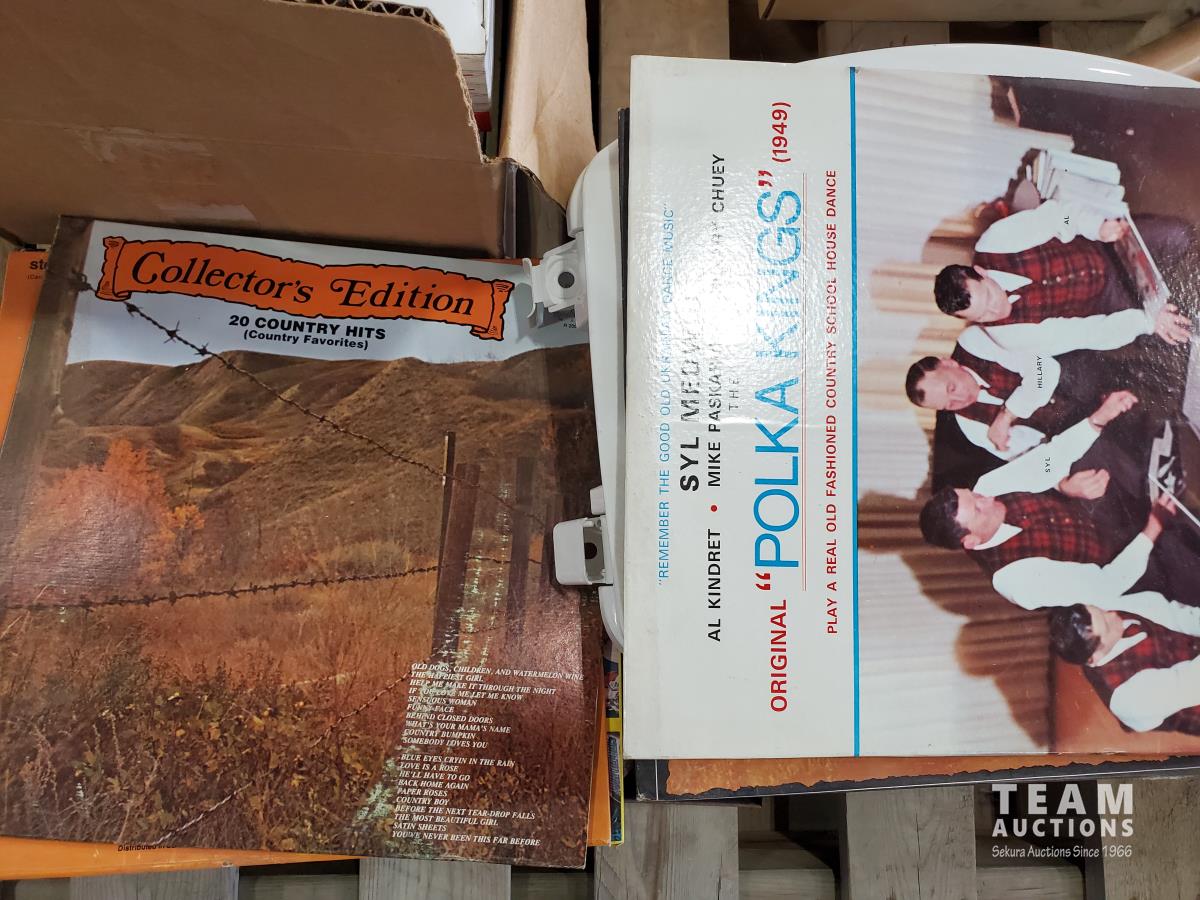 Collector's Edition
20 COUNTRY HITS
(Country Favorites)
OLD DOGS, CHILDREN, AND WATERMELON WINE
THE HAPPIEST GIRL
HELP ME MAKE IT THROUGH THE NIGHT
IF YOU LOVE ME LET ME KNOW
SENSUOUS WOMAN
FUNNY FACE
BEHIND CLOSED DOORS
WHAT'S YOUR MAMA'S NAME
COUNTRY BUMPKIN
SOMEBODY LOVES YOU
BLUE EYES CRYIN IN THE RAIN
LOVE IS A ROSE
HE'LL HAVE TO GO
BACK HOME AGAIN
PAPER ROSES
COUNTRY BOY
BEFORE THE NEXT TEAR-DROP FALLS
THE MOST BEAUTIFUL GIRL
SATIN SHEETS
YOU'VE NEVER BEEN THIS FAR BEFORE
Distributed
"REMEMBER THE GOOD OLD UKRAINIAN DANCE MUSIC"
SYL
AL KINDRET • MIKE CHUEY
THE
ORIGINAL "POLKA KINGS" (1949)
PLAY A REAL OLD FASHIONED COUNTRY SCHOOL HOUSE DANCE
AL
HILLARY
SYL
TEAM
AUCTIONS
Sekura Auctions Since 1966